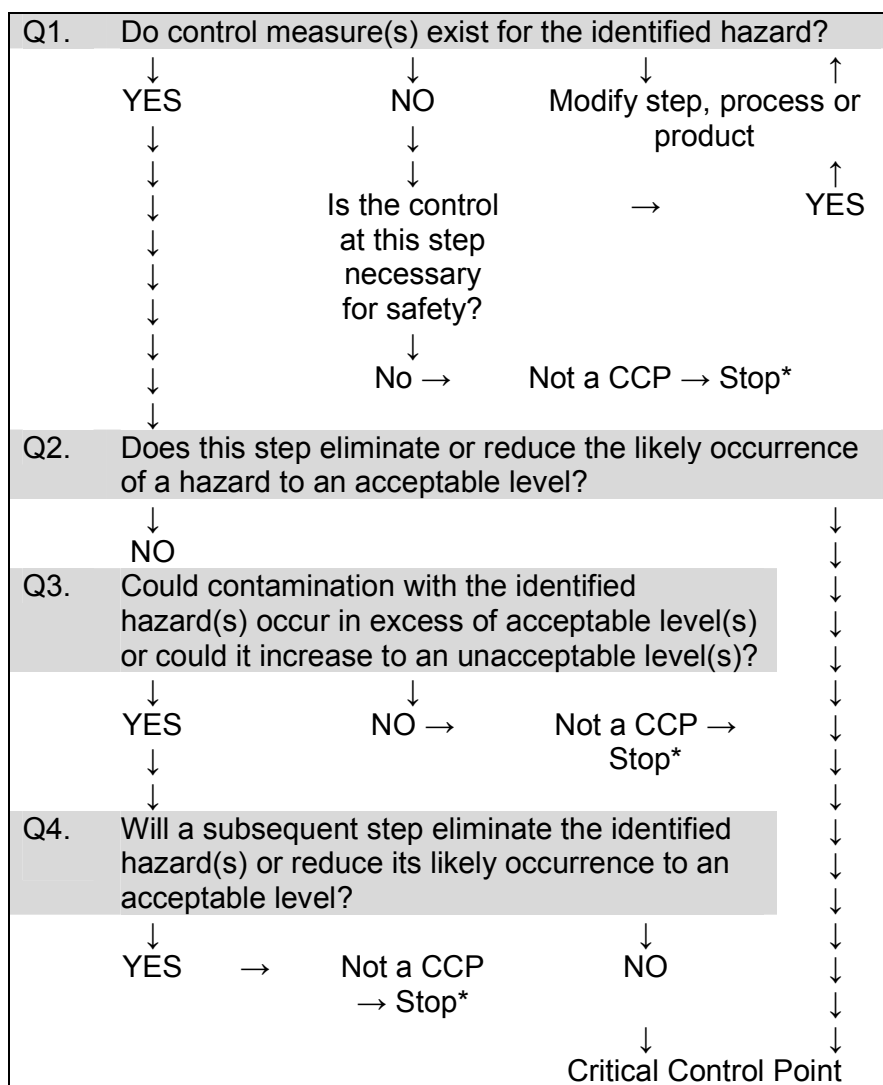 Q1. Do control measure(s) exist for the identified hazard?
↓ ↓ ↓ ↑
YES NO Modify step, process or
↓ ↓ product
↓ ↓ ↑
↓ Is the control → YES
↓ at this step
↓ necessary
↓ for safety?
↓ ↓
↓ No → Not a CCP → Stop*
↓
Q2. Does this step eliminate or reduce the likely occurrence
of a hazard to an acceptable level?
↓ ↓
NO ↓
Q3. Could contamination with the identified ↓
hazard(s) occur in excess of acceptable level(s) ↓
or could it increase to an unacceptable level(s)? ↓
↓ ↓ ↓
YES NO → Not a CCP → ↓
↓ Stop* ↓
↓ ↓
Q4. Will a subsequent step eliminate the identified ↓
hazard(s) or reduce its likely occurrence to an ↓
acceptable level? ↓
↓ ↓ ↓
YES → Not a CCP NO ↓
→ Stop* ↓
↓ ↓
Critical Control Point